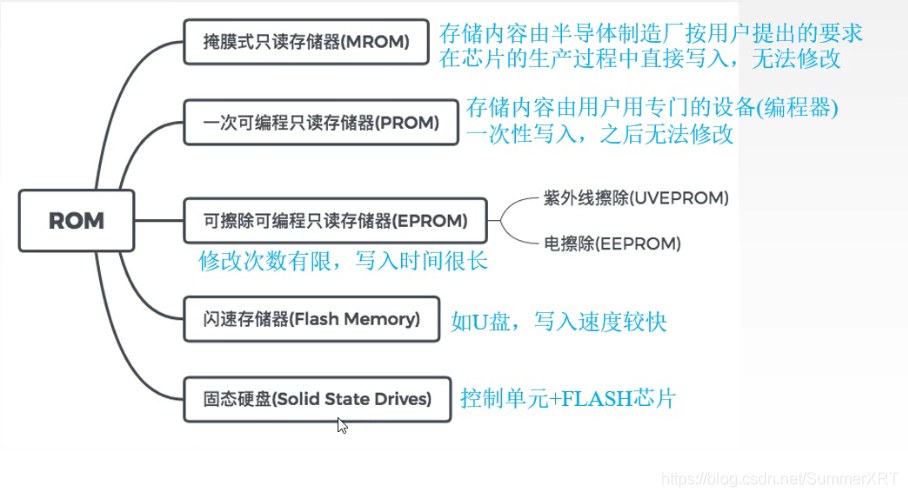 掩膜式只读存储器(MROM)
存储内容由半导体制造厂按用户提出的要求
在芯片的生产过程中直接写入，无法修改
一次可编程只读存储器(PROM)
存储内容由用户用专门的设备(编程器)
一次性写入，之后无法修改
ROM
可擦除可编程只读存储器(EPROM)
紫外线擦除(UVEPROM)
电擦除(EEPROM)
修改次数有限，写入时间很长
闪速存储器(Flash Memory)
如U盘，写入速度较快
固态硬盘(Solid State Drives)
控制单元+FLASH芯片
https://blog.csdn.net/SummerXRT